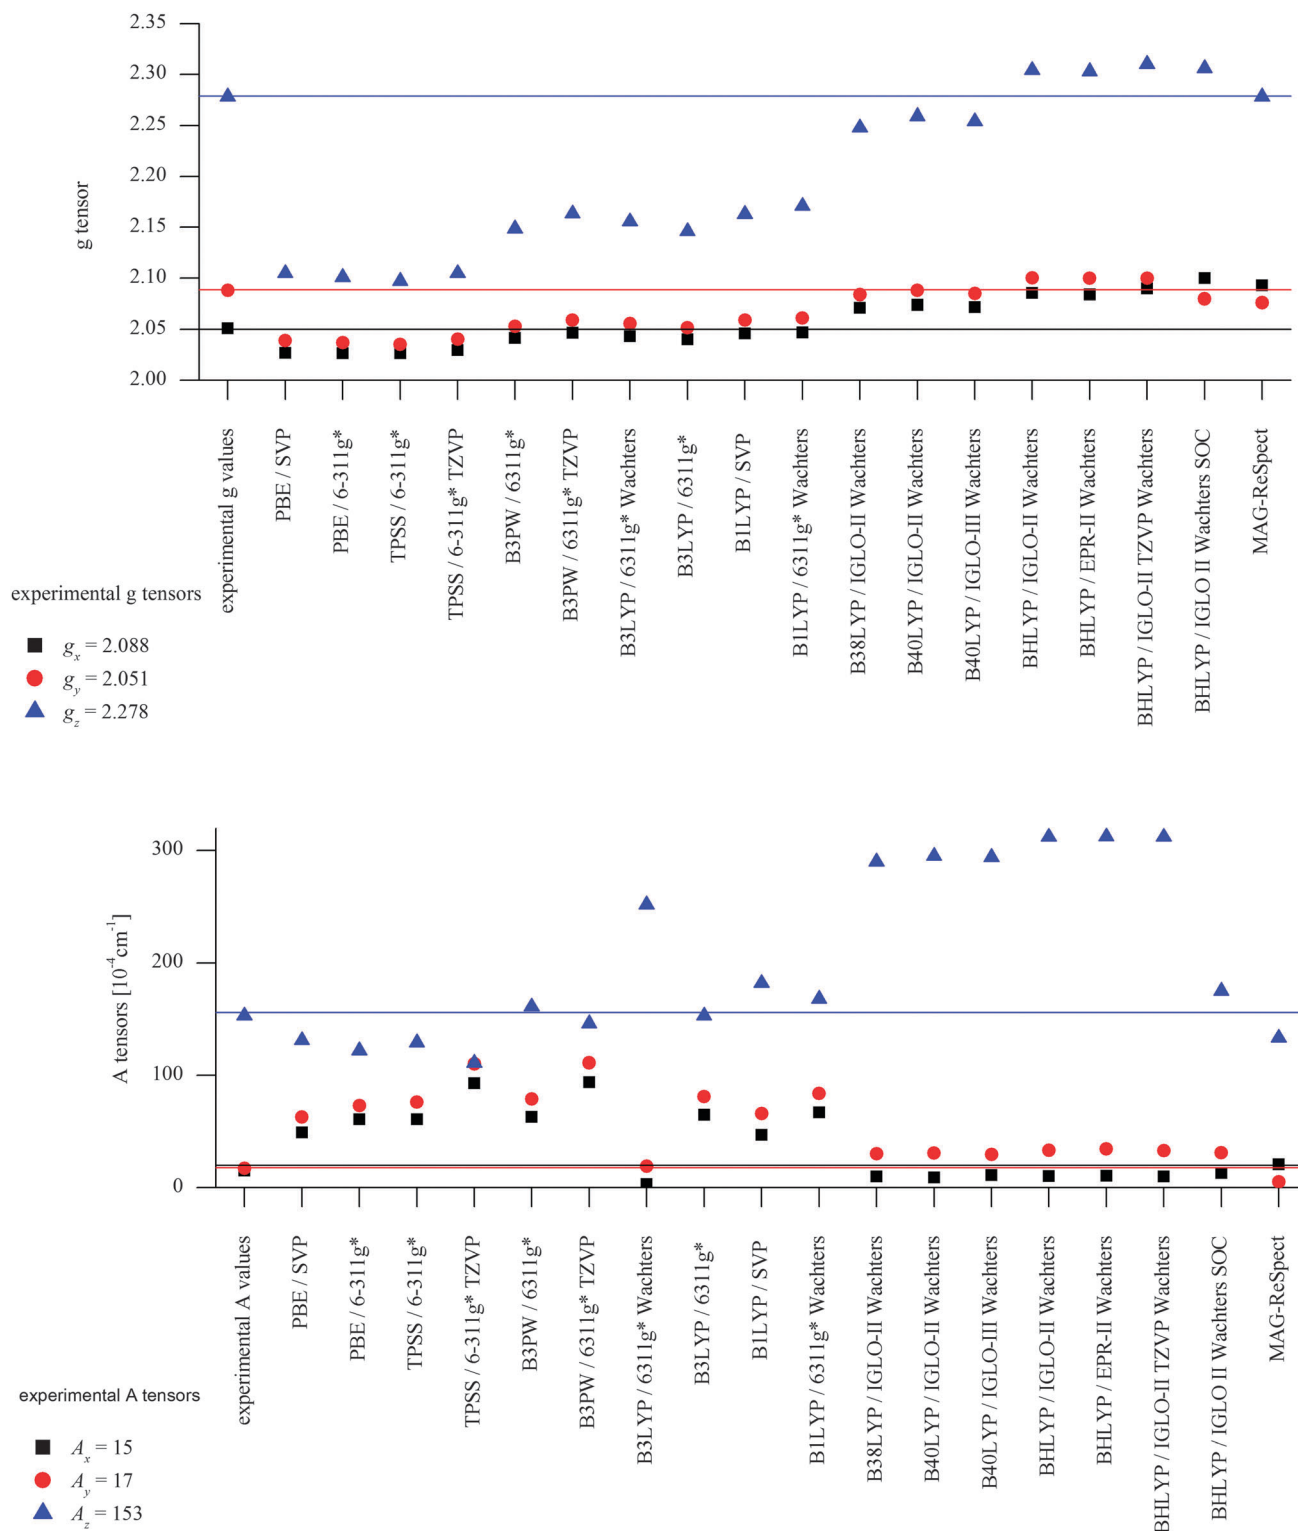 2.35
2.30
2.25
2.20
2.15
2.10
2.05
2.00
g tensor
experimental g values
PBE / SVP
PBE / 6-311g*
TPSS / 6-311g*
TPSS / 6-311g* TZVP
B3PW / 6311g*
B3PW / 6311g* TZVP
B3LYP / 6311g* Wachters
B3LYP / 6311g*
B1LYP / SVP
B1LYP / 6311g* Wachters
B38LYP / IGLO-II Wachters
B40LYP / IGLO-II Wachters
B40LYP / IGLO-III Wachters
BHLYP / IGLO-II Wachters
BHLYP / EPR-II Wachters
BHLYP / IGLO-II TZVP Wachters
BHLYP / IGLO II Wachters SOC
MAG-ReSpect
experimental g tensors
gx = 2.088
gy = 2.051
gz = 2.278
300
200
100
0
A tensors [10-4cm-1]
experimental A values
PBE / SVP
PBE / 6-311g*
TPSS / 6-311g*
TPSS / 6-311g* TZVP
B3PW / 6311g*
B3PW / 6311g* TZVP
B3LYP / 6311g* Wachters
B3LYP / 6311g*
B1LYP / SVP
B1LYP / 6311g* Wachters
B38LYP / IGLO-II Wachters
B40LYP / IGLO-II Wachters
B40LYP / IGLO-III Wachters
BHLYP / IGLO-II Wachters
BHLYP / EPR-II Wachters
BHLYP / IGLO-II TZVP Wachters
BHLYP / IGLO II Wachters SOC
MAG-ReSpect
experimental A tensors
Ax = 15
Ay = 17
Az = 153